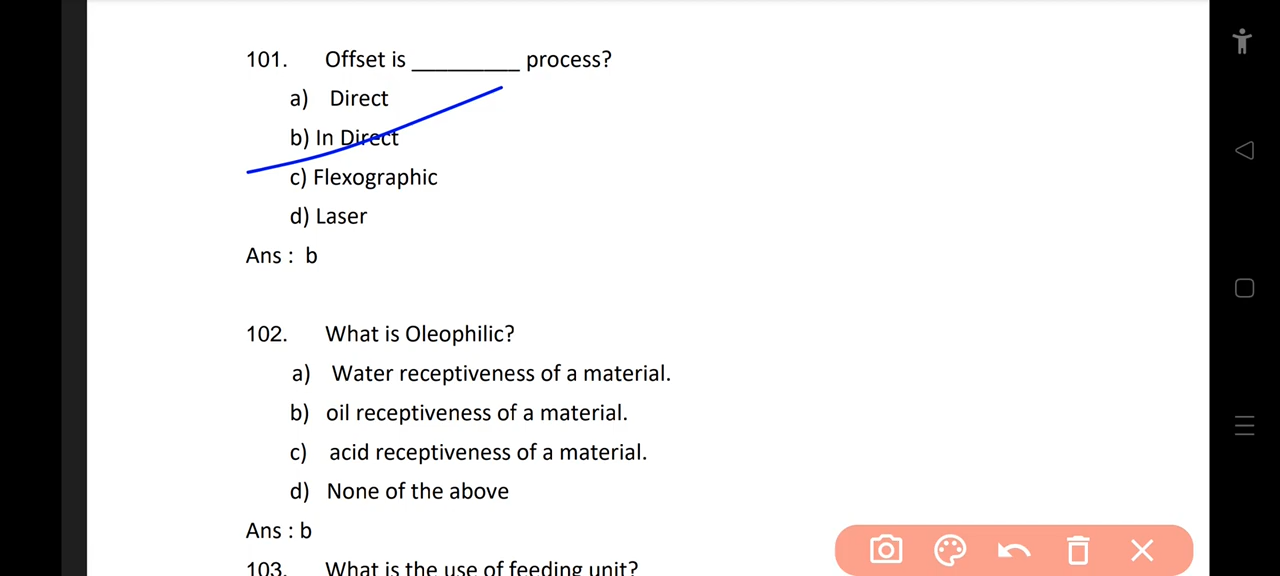 101. Offset is _________ process?
a) Direct
b) In Direct
c) Flexographic
d) Laser
Ans : b
102. What is Oleophilic?
a) Water receptiveness of a material.
b) oil receptiveness of a material.
c) acid receptiveness of a material.
d) None of the above
Ans : b
103. What is the use of feeding unit?